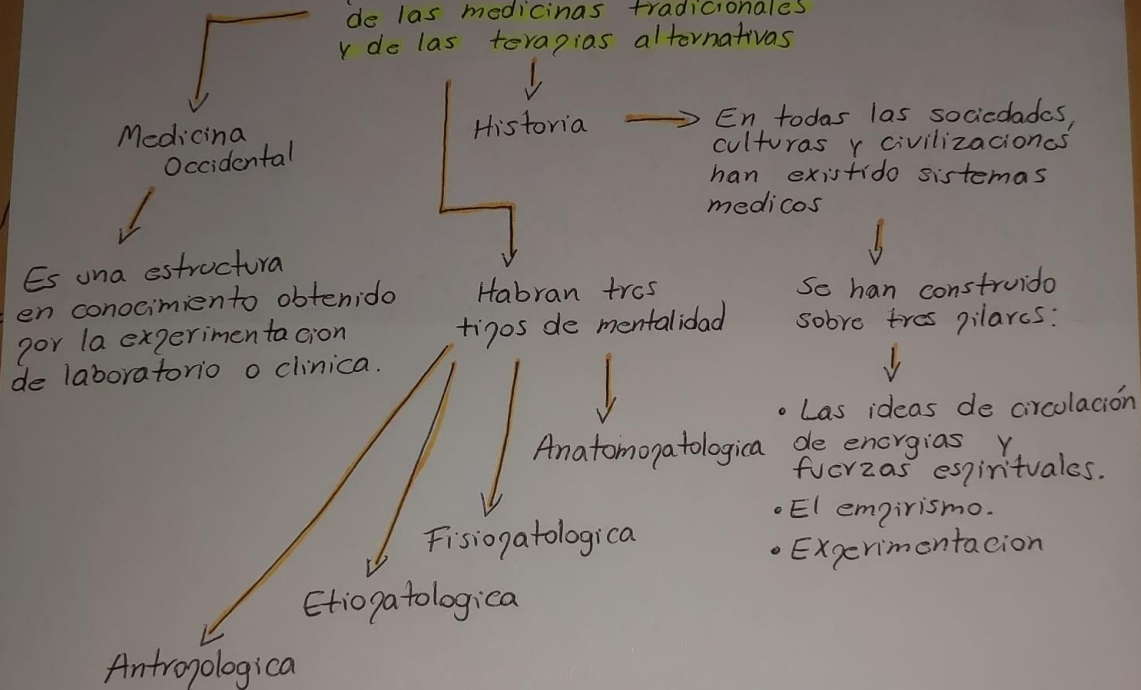 de las medicinas tradicionales
y de las terapias alternativas
Medicina
Occidental
Es una estructura
en conocimiento obtenido
por la experimentacion
de laboratorio o clinica.
Historia
En todas las sociedades,
culturas y civilizaciones
han existido sistemas
medicos
Se han construido
sobre tres pilares:
• Las ideas de circulación
de energias y
fuerzas espirituales.
• El empirismo.
• Experimentacion
Habran tres
tipos de mentalidad
Anatomopatologica
Fisiopatologica
Etiopatologica
Antropologica